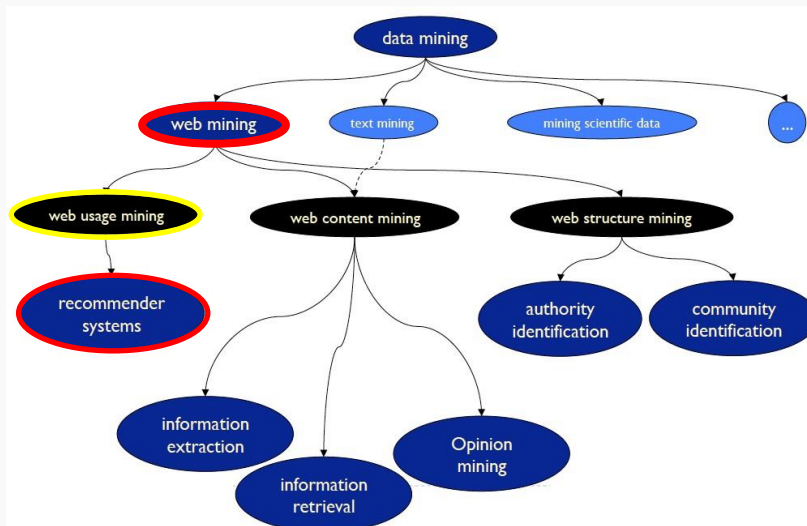 data mining
web mining
text mining
mining scientific data
...
web usage mining
web content mining
web structure mining
recommender
systems
authority
identification
community
identification
information
extraction
Opinion
mining
information
retrieval